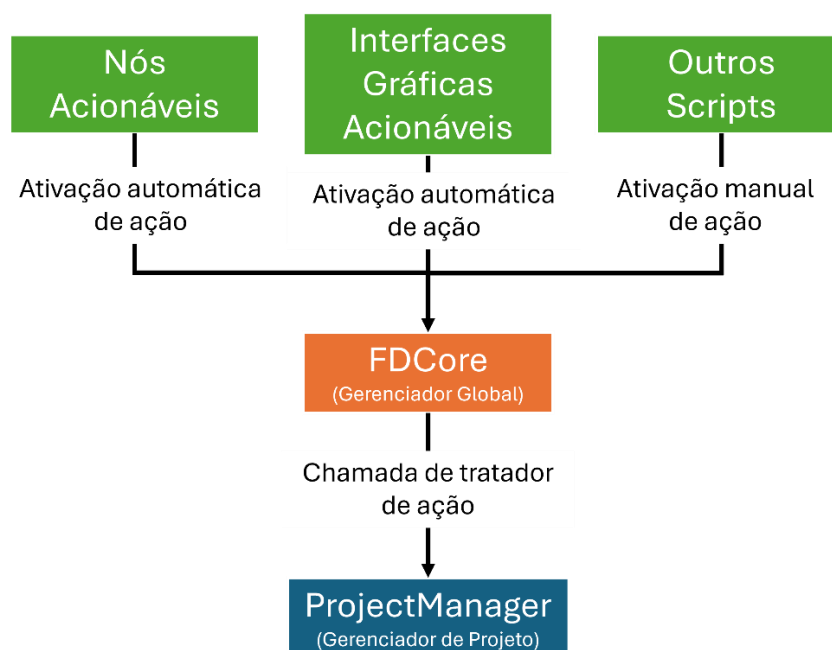 Nós
Acionáveis
Interfaces
Gráficas
Acionáveis
Outros
Scripts
Ativação automática
de ação
Ativação automática
de ação
Ativação manual
de ação
FDCore
(Gerenciador Global)
Chamada de tratador
de ação
ProjectManager
(Gerenciador de Projeto)